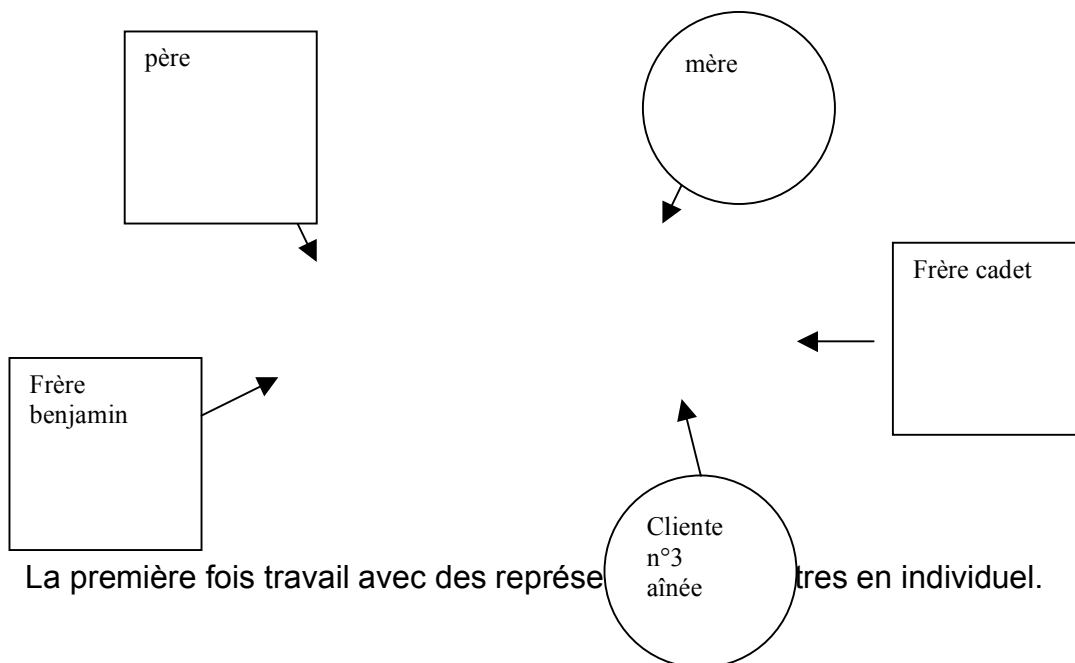 père
mère
Frère cadet
Frère
benjamin
Cliente
n°3
aînée
La première fois travail avec des représe tres en individuel.